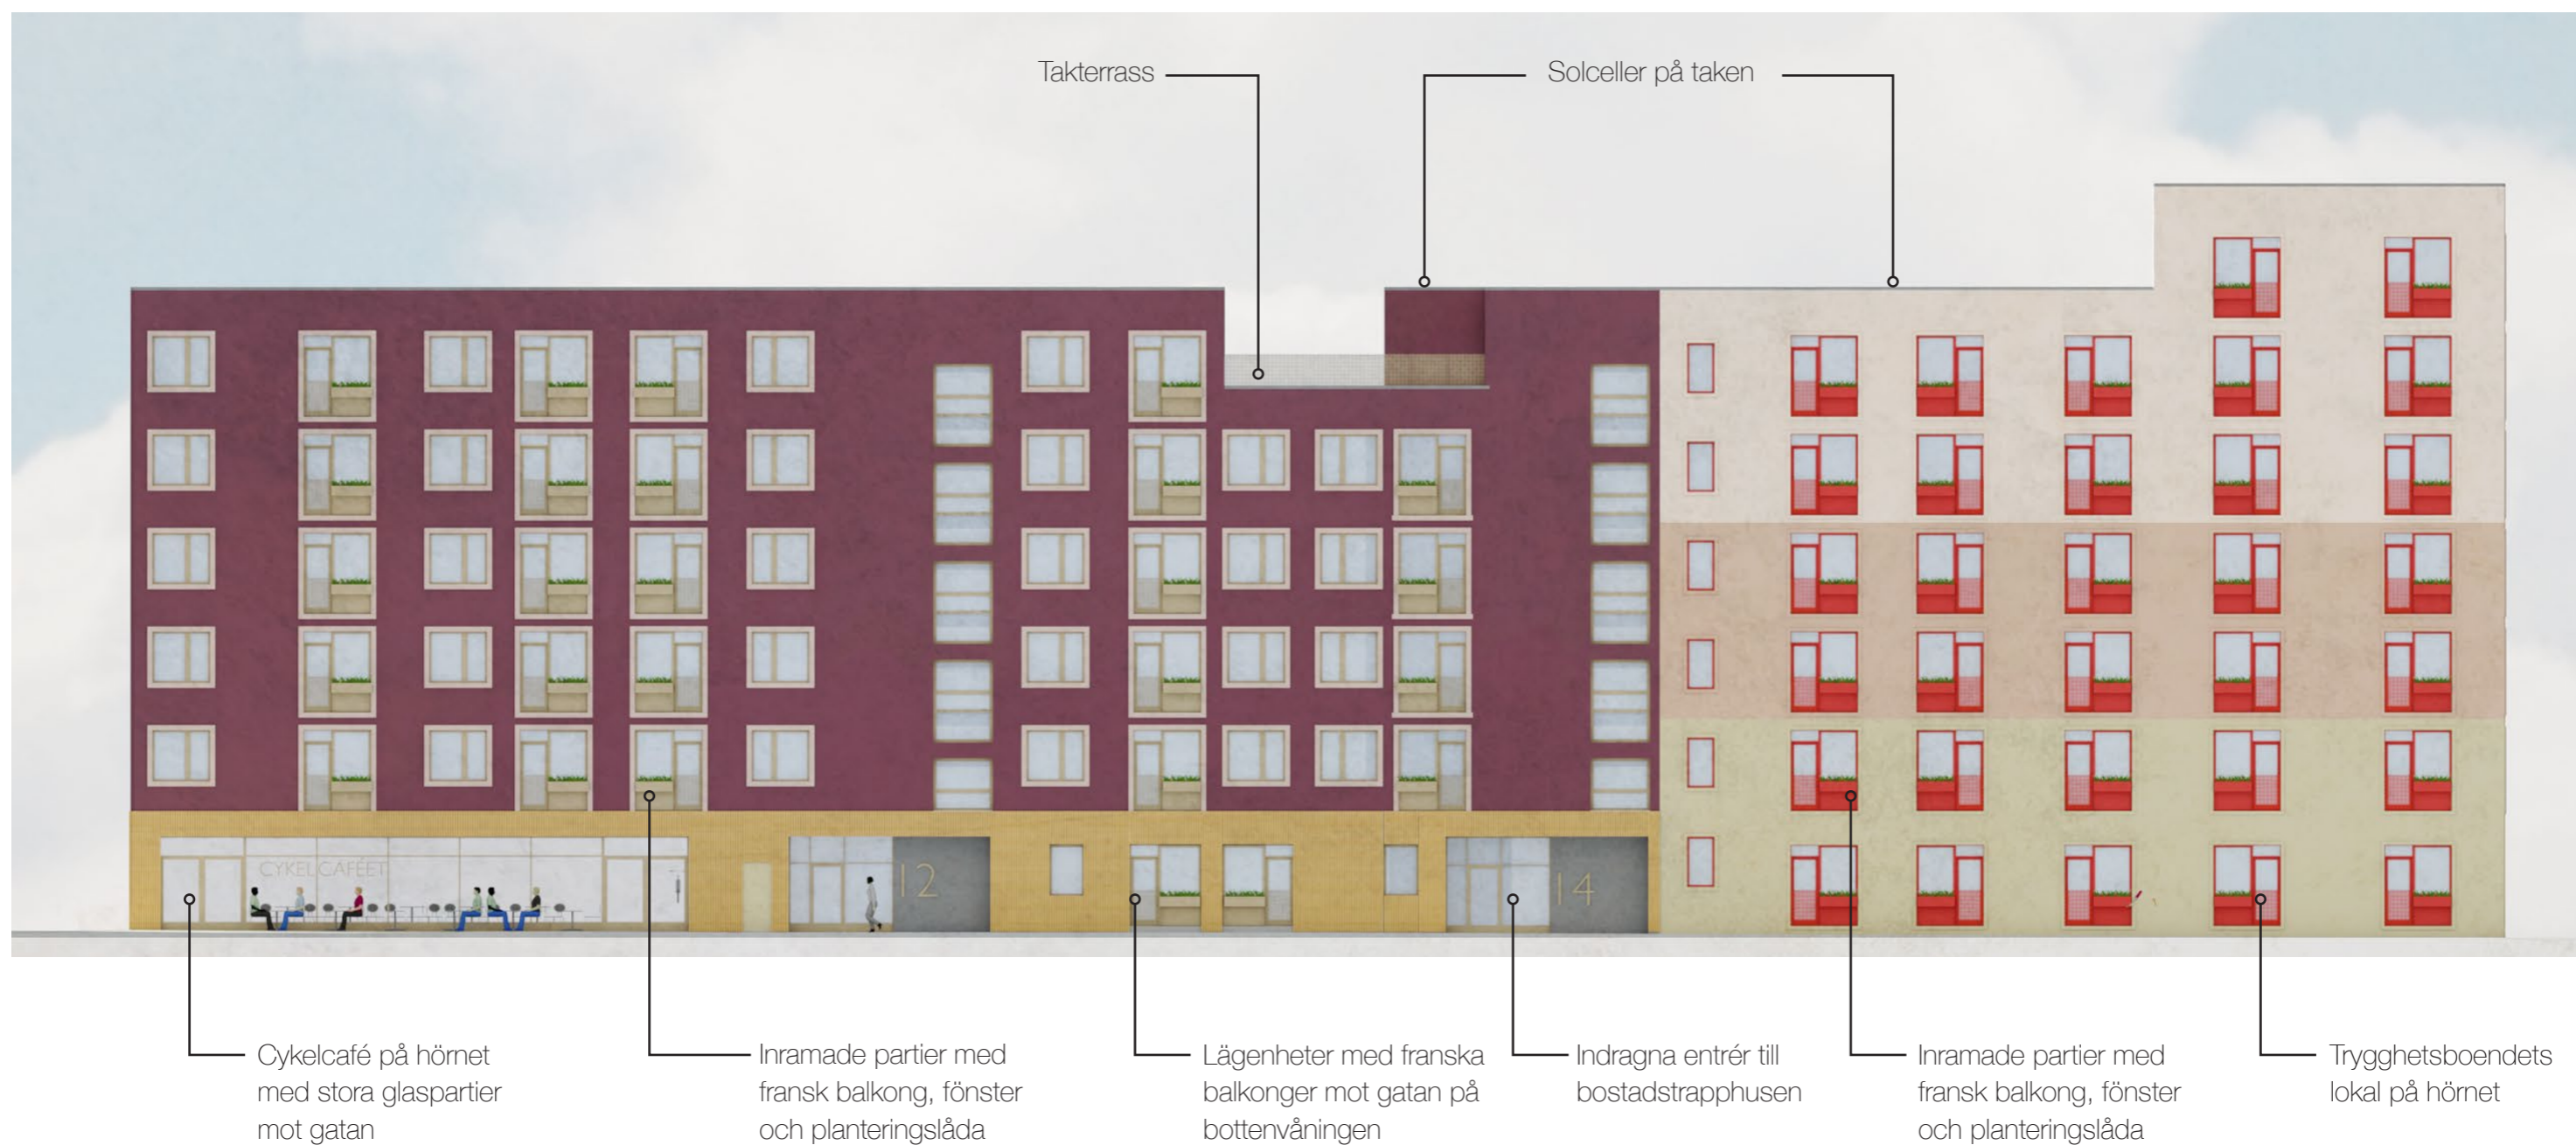 Takterrass
Solceller på taken
CYKELCAFÉET
12
14
Cykelcafé på hörnet
med stora glaspartier
mot gatan
Inramade partier med
fransk balkong, fönster
och planteringslåda
Lägenheter med franska
balkonger mot gatan på
bottenvåningen
Indragna entrér till
bostadstrapphusen
Inramade partier med
fransk balkong, fönster
och planteringslåda
Trygghetsboendets
lokal på hörnet